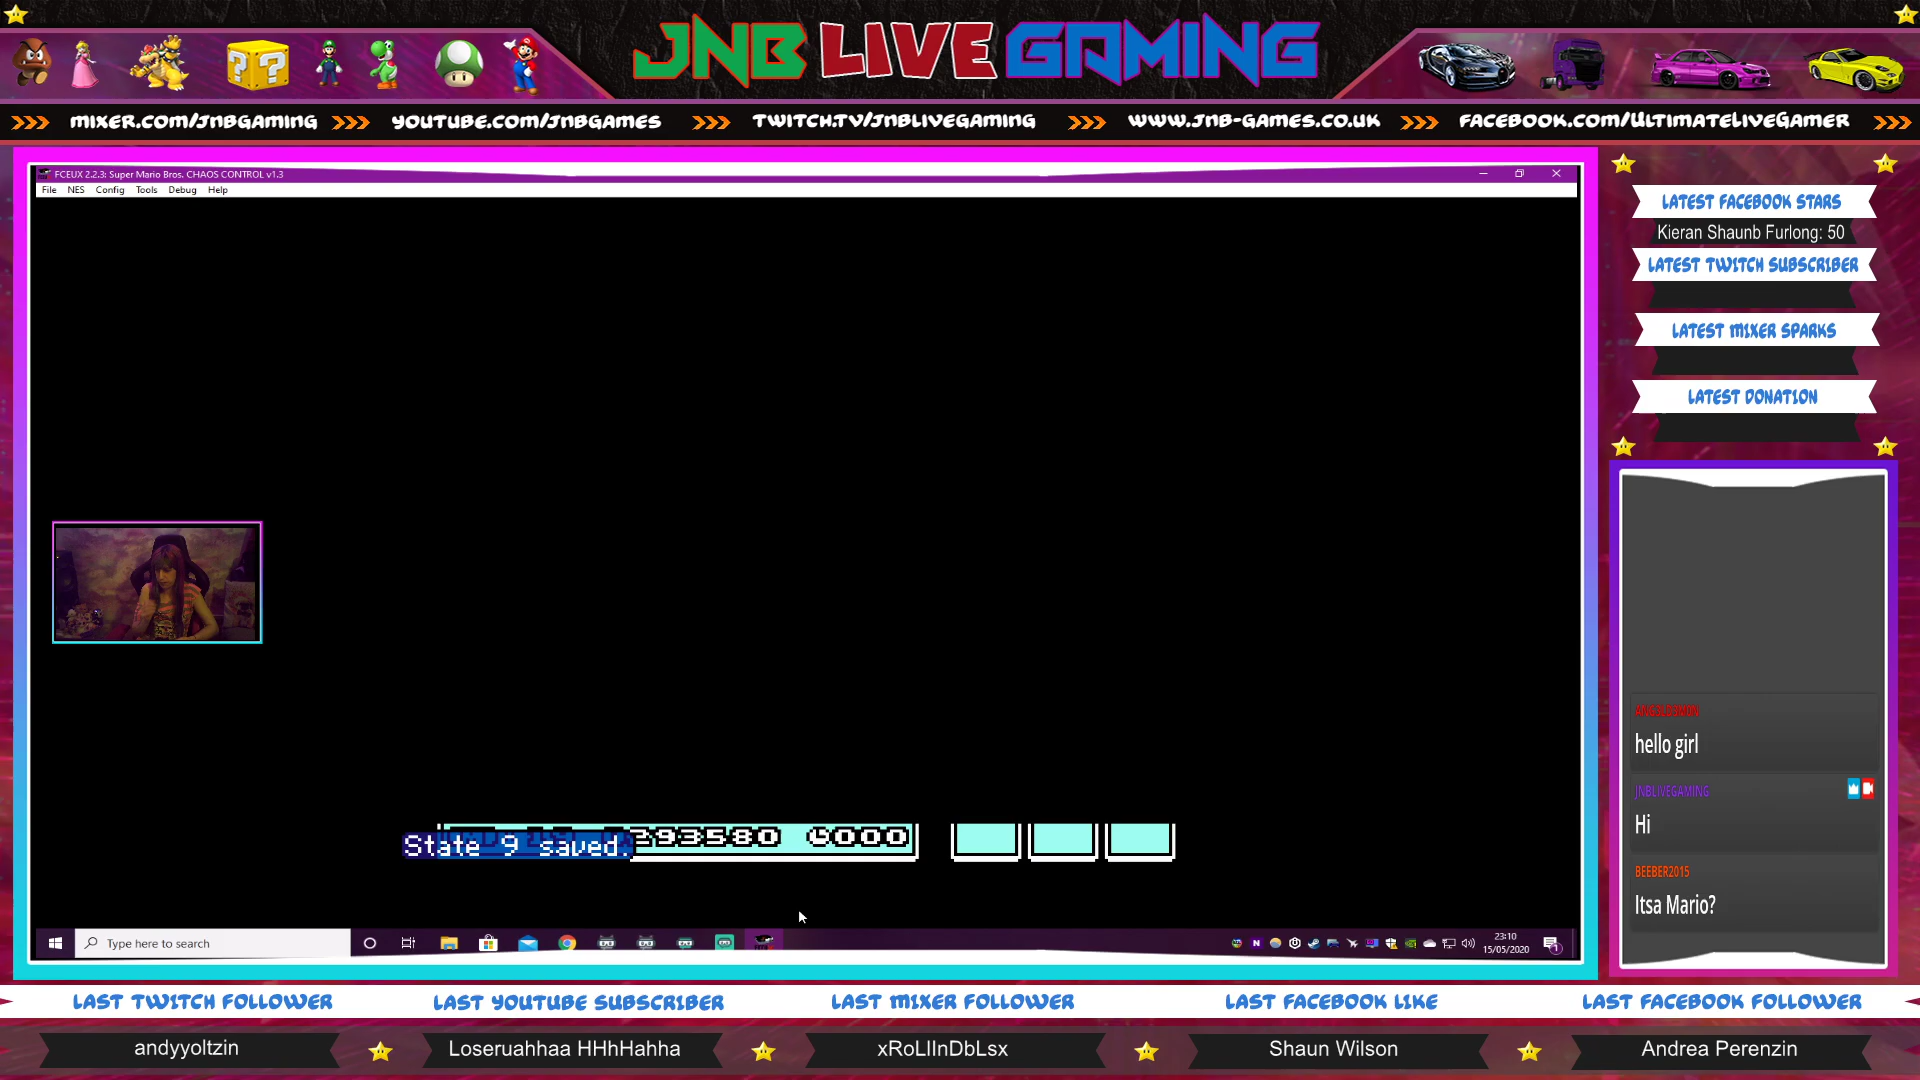 JNB LIVE GAMING
MIXER.COM/JNBGAMING >>> YOUTUBE.COM/JNBGAMES >>> TWITCH.TV/JNBLIVEGAMING >>> WWW.JNB-GAMES.CO.UK >>> FACEBOOK.COM/ULTIMATELIVEGAMER
FCEUX 2.2.3: Super Mario Bros. CHAOS CONTROL v1.3
File NES Config Tools Debug Help
LATEST FACEBOOK STARS
Kieran Shaunb Furlong: 50
LATEST TWITCH SUBSCRIBER
LATEST MIXER SPARKS
LATEST DONATION
hello girl
JNBLIVEGAMING
Hi
BEEBER2015
Itsa Mario?
293580 000
State 9 saved.
Type here to search
23:10
15/05/2020
LAST TWITCH FOLLOWER
LAST YOUTUBE SUBSCRIBER
LAST MIXER FOLLOWER
LAST FACEBOOK LIKE
LAST FACEBOOK FOLLOWER
andyyoltzin
Loseruahhaa HHhHahha
xRoLlInDbLsx
Shaun Wilson
Andrea Perenzin